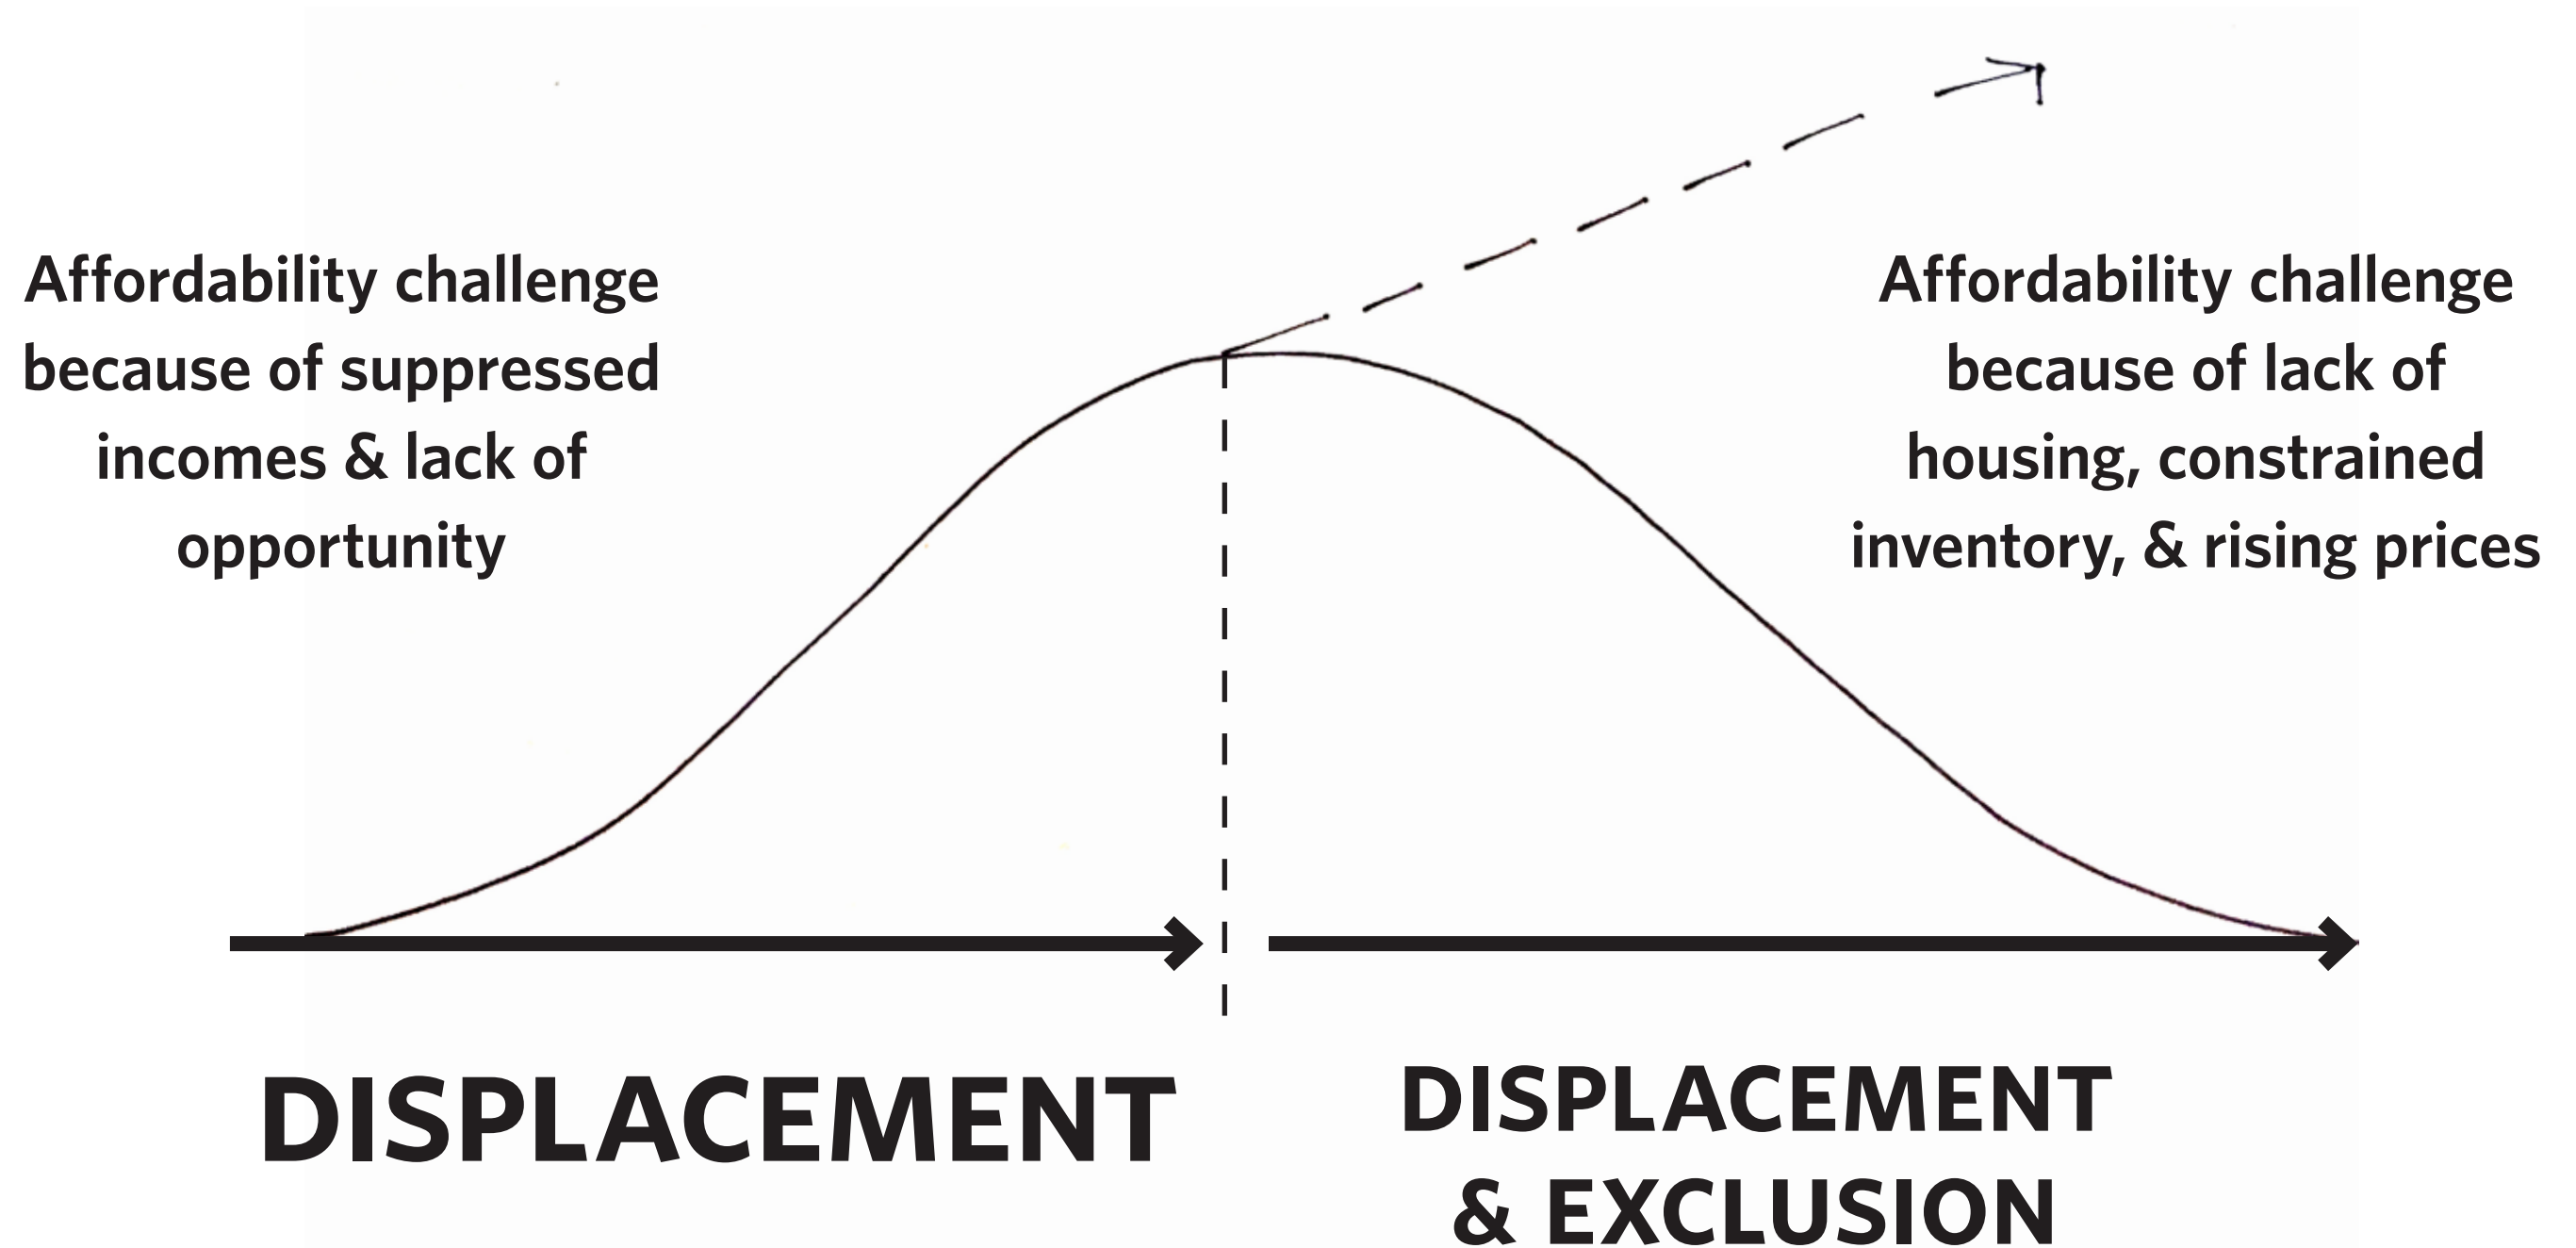 Affordability challenge
because of suppressed
incomes & lack of
opportunity
Affordability challenge
because of lack of
housing, constrained
inventory, & rising prices
DISPLACEMENT
DISPLACEMENT
& EXCLUSION